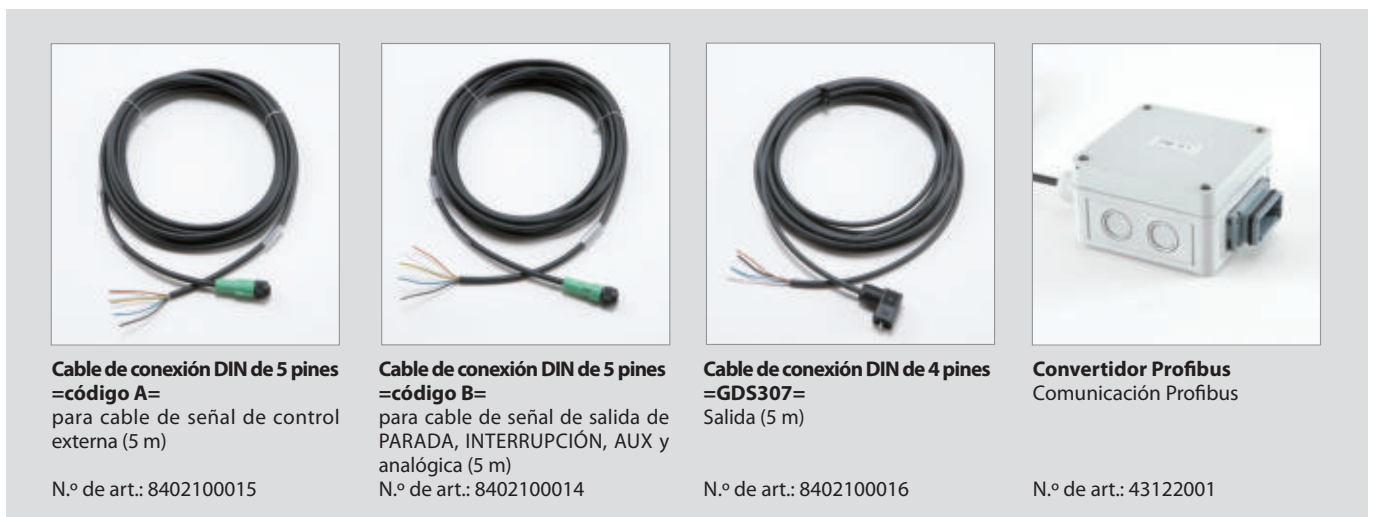 Cable de conexión DIN de 5 pines
=código A=
para cable de señal de control
externa (5 m)
N.º de art.: 8402100015
Cable de conexión DIN de 5 pines
=código B=
para cable de señal de salida de
PARADA, INTERRUPCIÓN, AUX y
analógica (5 m)
N.º de art.: 8402100014
Cable de conexión DIN de 4 pines
=GDS307=
Salida (5 m)
N.º de art.: 8402100016
Convertidor Profibus
Comunicación Profibus
N.º de art.: 43122001